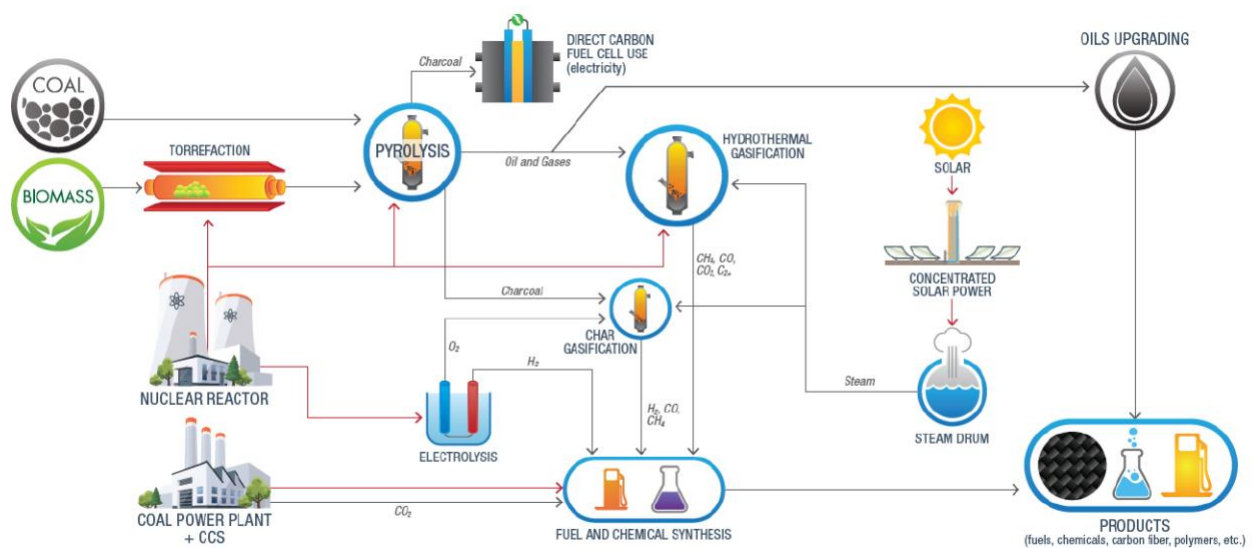 COAL
BIOMASS
TORREFACTION
Charcoal
DIRECT CARBON
FUEL CELL USE
(electricity)
PYROLYSIS
Oil and Gases
HYDROTHERMAL
GASIFICATION
OILS UPGRADING
SOLAR
CONCENTRATED
SOLAR POWER
CH₄, CO,
CO₂, C₂₊
Charcoal
CHAR
GASIFICATION
O₂
H₂
NUCLEAR REACTOR
ELECTROLYSIS
H₂, CO,
CH₄
Steam
STEAM DRUM
COAL POWER PLANT
+ CCS
CO₂
FUEL AND CHEMICAL SYNTHESIS
PRODUCTS
(fuels, chemicals, carbon fiber, polymers, etc.)